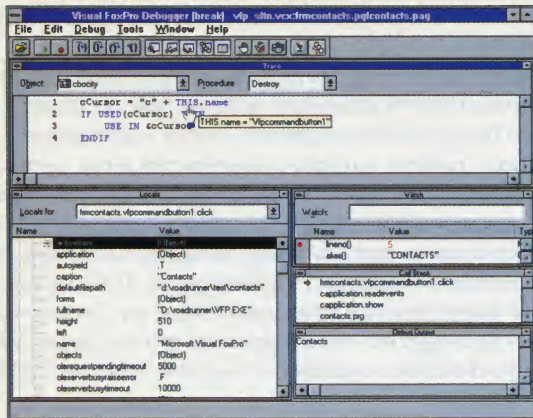 Visual FoxPro Debugger [break] vfp sltn.vcx:frmcontacts.pgfcontacts.pag
File Edit Debug Tools Window Help
Trace
Object: cbocity Procedure Destroy
1 cCursor = "c" + THIS.name
2 IF USED(cCursor)
3 USE IN &cCursor
4 ENDIF
THIS name = "Vfpcommandbutton1"
Locals
Locals for: frmcontacts.vfpcommandbutton1.click
Name Value
(Object)
application (Object)
autoyield .T
caption "Contacts"
defaultfilepath "d:\roadrunner\test\contacts"
forms (Object)
fullname "D:\roadrunner\VFP EXE"
height 510
left 0
name "Microsoft Visual FoxPro"
objects (Object)
olerequestpendingtimeout 5000
oleserverbusyraiseerror .F
oleserverbusytimeout 10000
Watch
Watch:
Name Value Typ
lineno() 5
alias() "CONTACTS"
Call Stack
frmcontacts.vfpcommandbutton1.click
capplication.readevents
capplication.show
contacts.prg
Debug Output
Contacts